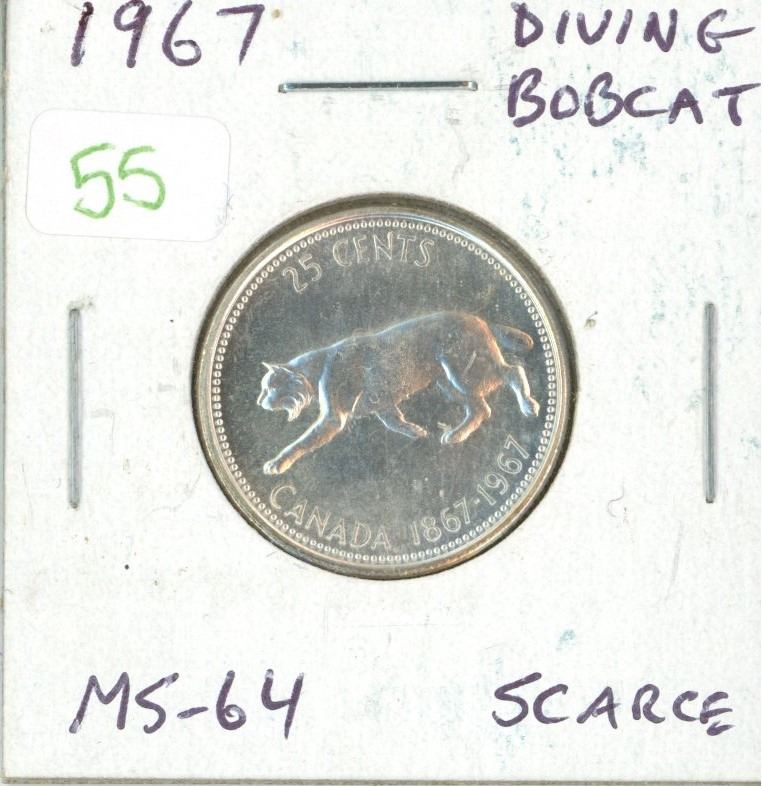 1967
DIVING
BOBCAT
55
25 CENTS
CANADA 1867-1967
MS-64
SCARCE